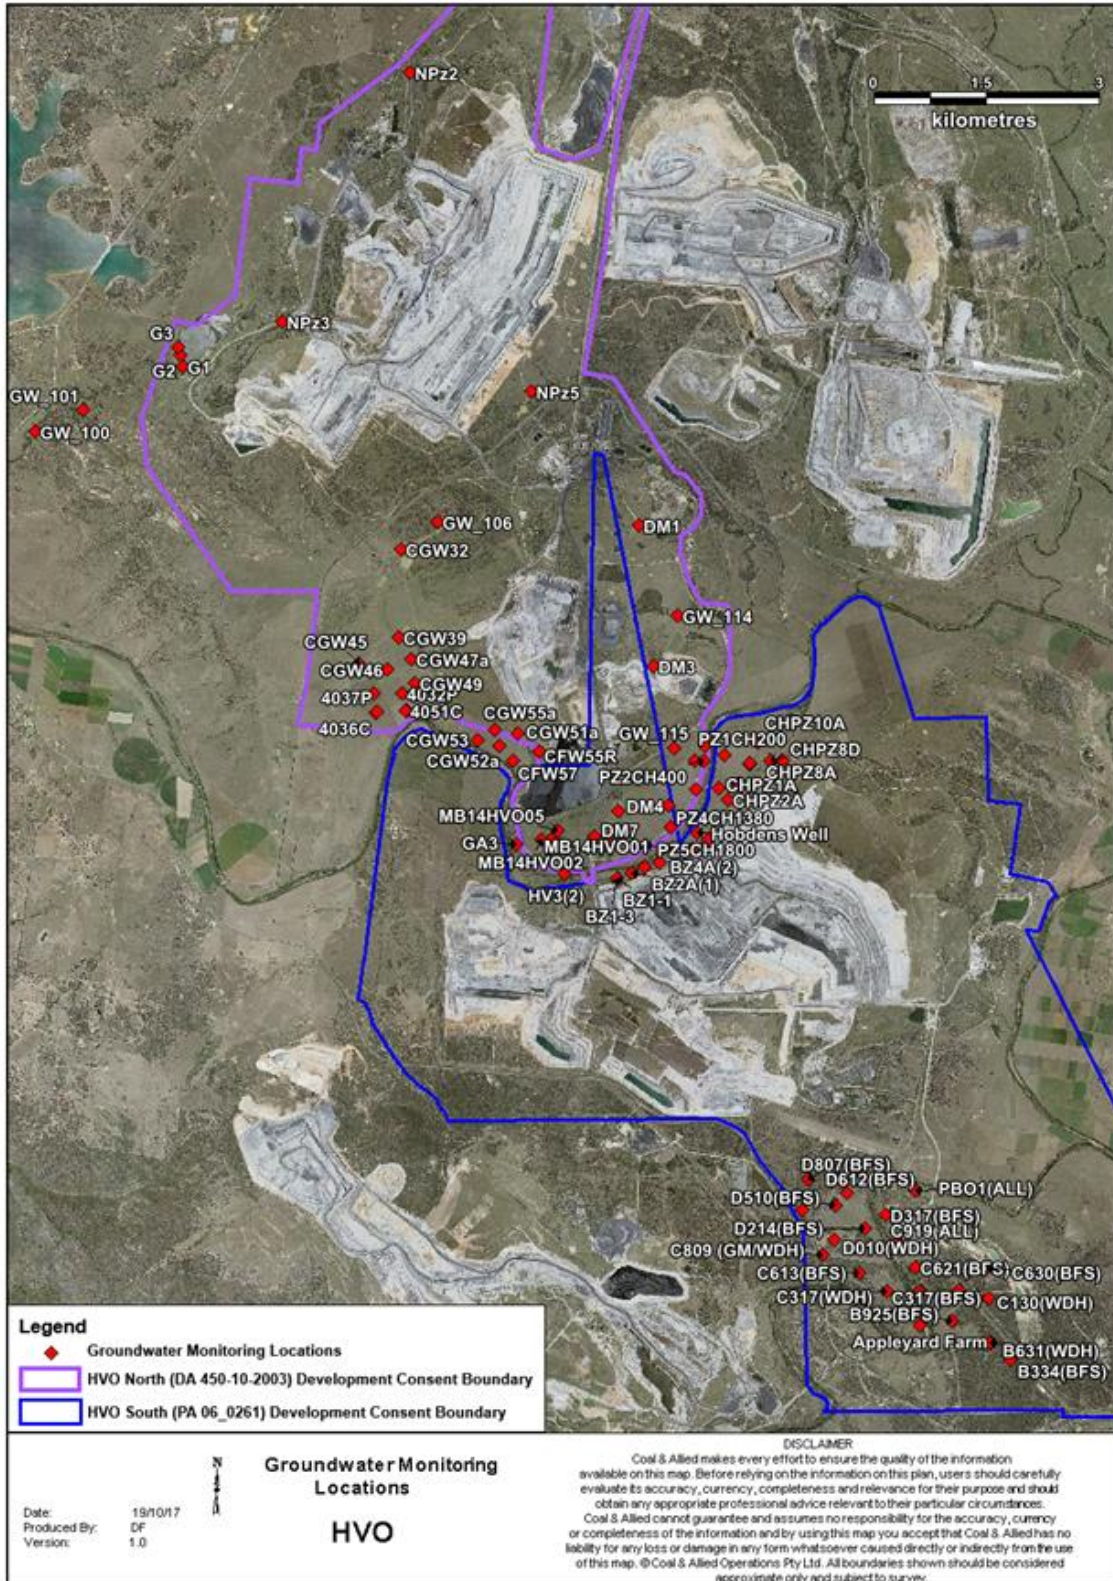 NPz2
0 1.5 3
kilometres
NPz3
G3
G2 G1
NPz5
GW_101
GW_100
GW_106
DM1
CGW32
GW_114
CGW45
CGW39
CGW46
CGW47a
DM3
CGW49
4037P
4032P
4051C
4036C
CGW55a
CGW51a
CGW53
CFW55R
CGW52a
CFW57
GW_115
PZ1CH200
CHPZ10A
CHPZ8D
CHPZ8A
PZ2CH400
CHPZ1A
CHPZ2A
DM4
PZ4CH1380
MB14HVO05
DM7
Hobdens Well
GA3
MB14HVO01
PZ5CH1800
MB14HVO02
BZ4A(2)
BZ2A(1)
HV3(2)
BZ1-1
BZ1-3
D807(BFS)
D612(BFS)
PBO1(ALL)
D510(BFS)
D317(BFS)
D214(BFS)
C919(ALL)
C809 (GM/WDH)
D010(WDH)
C613(BFS)
C621(BFS)
C630(BFS)
C317(WDH)
C317(BFS)
C130(WDH)
B925(BFS)
Appleyard Farm
B631(WDH)
B334(BFS)
Legend
Groundwater Monitoring Locations
HVO North (DA 450-10-2003) Development Consent Boundary
HVO South (PA 06_0261) Development Consent Boundary
N
Groundwater Monitoring
Locations
HVO
Date: 19/10/17
Produced By: DF
Version: 1.0
DISCLAIMER
Coal & Allied makes every effort to ensure the quality of the information
available on this map. Before relying on the information on this plan, users should carefully
evaluate its accuracy, currency, completeness and relevance for their purpose and should
obtain any appropriate professional advice relevant to their particular circumstances.
Coal & Allied cannot guarantee and assumes no responsibility for the accuracy, currency
or completeness of the information and by using this map you accept that Coal & Allied has no
liability for any loss or damage in any form whatsoever caused directly or indirectly from the use
of this map. © Coal & Allied Operations Pty Ltd. All boundaries shown should be considered
approximate only and subject to survey.